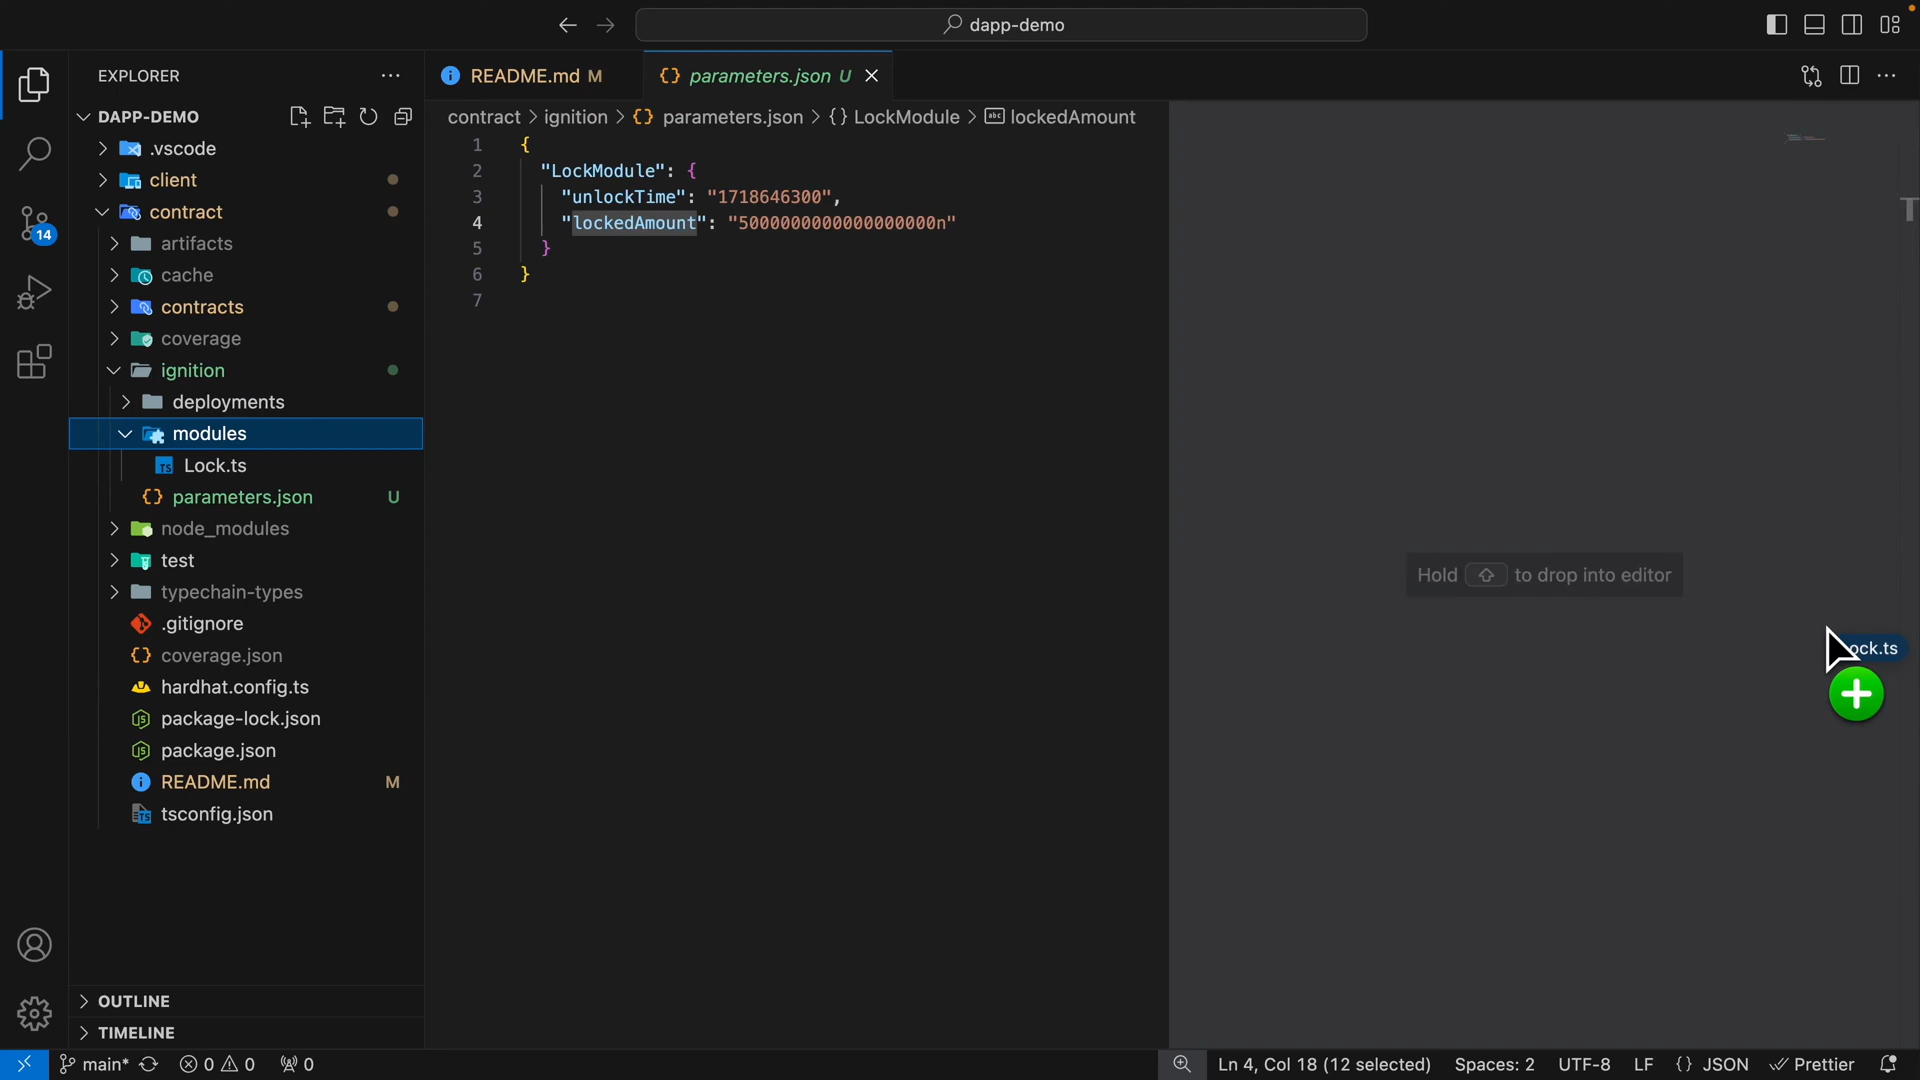 dapp-demo
EXPLORER
README.md M
parameters.json U
DAPP-DEMO
contract > ignition > {} parameters.json > {} LockModule > lockedAmount
.vscode
client
contract
artifacts
cache
contracts
coverage
ignition
deployments
modules
Lock.ts
parameters.json U
node_modules
test
typechain-types
.gitignore
coverage.json
hardhat.config.ts
package-lock.json
package.json
README.md M
tsconfig.json
14
1 {
2 "LockModule": {
3 "unlockTime": "1718646300",
4 "lockedAmount": "5000000000000000000n"
5 }
6 }
7
Hold ⇧ to drop into editor
ock.ts
OUTLINE
TIMELINE
main* 0 0 0 Ln 4, Col 18 (12 selected) Spaces: 2 UTF-8 LF {} JSON Prettier